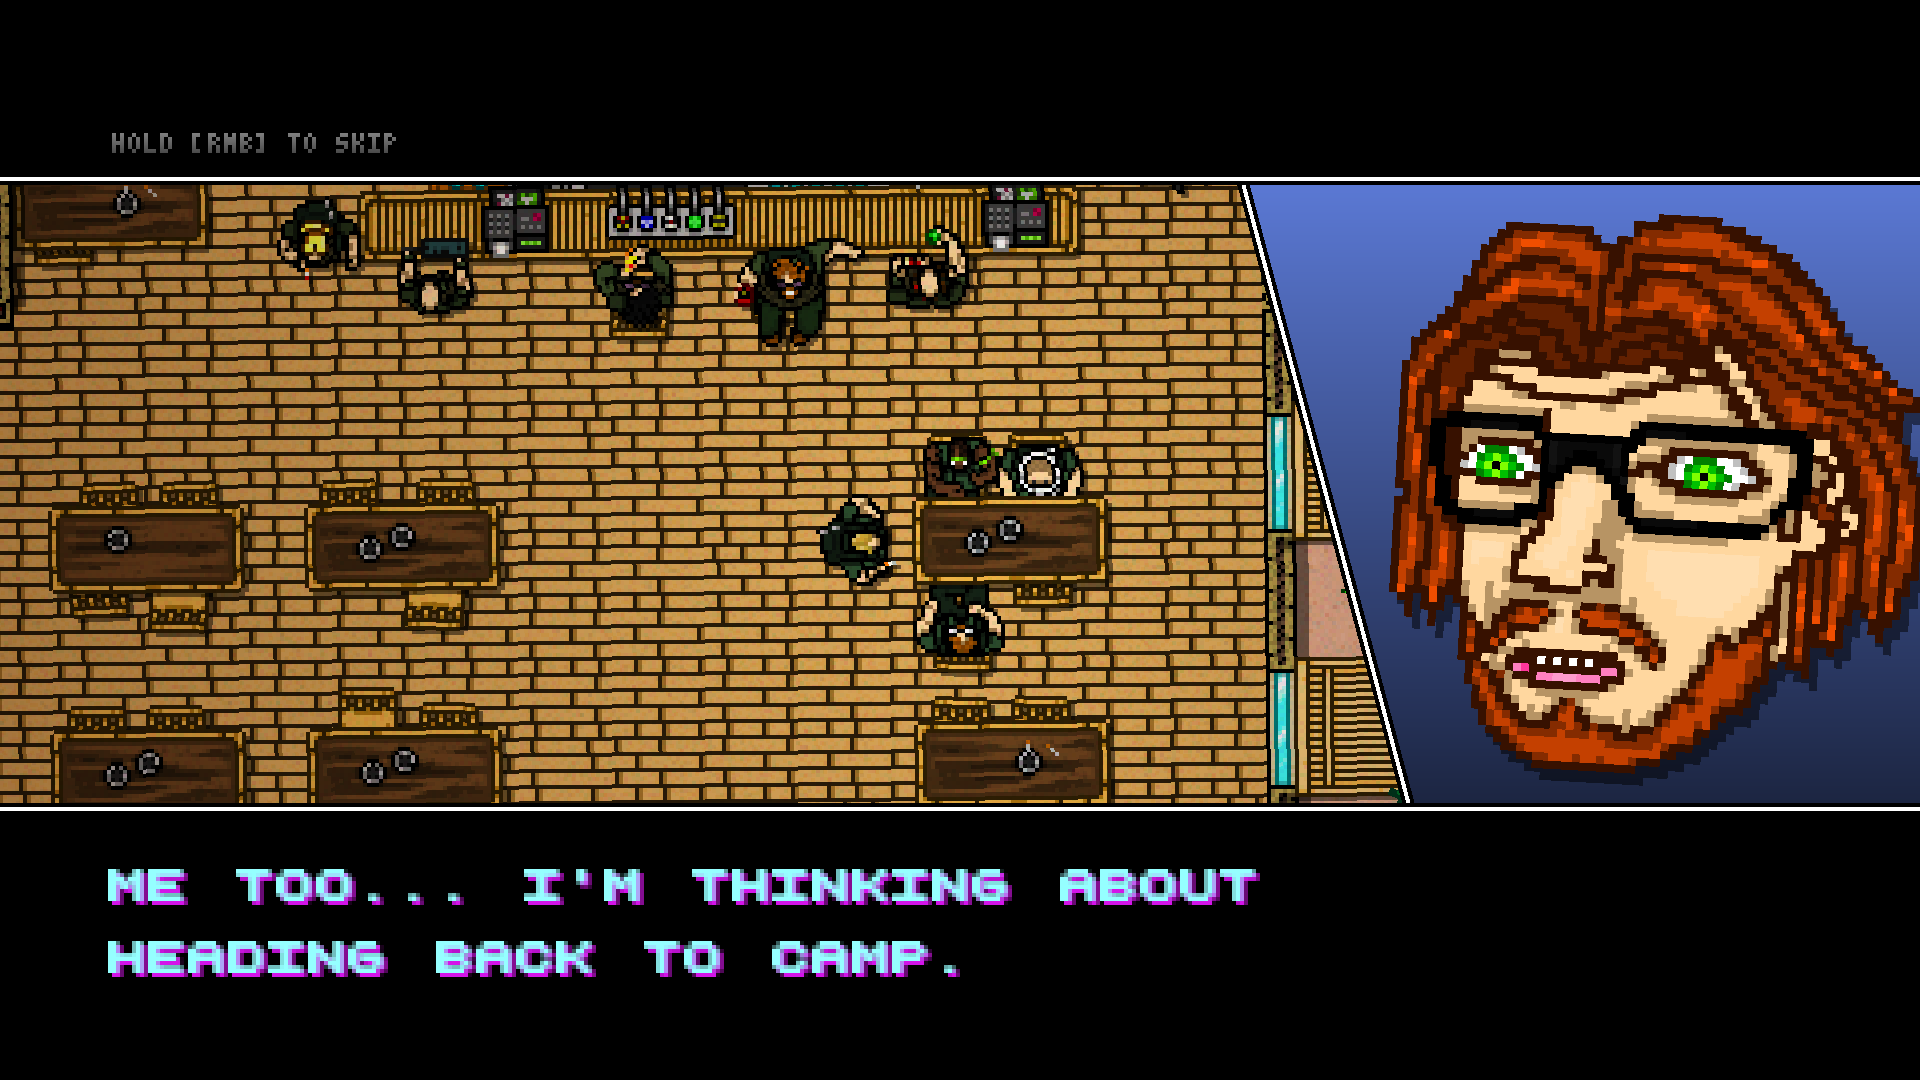 HOLD [RMB] TO SKIP
ME TOO... I'M THINKING ABOUT
HEADING BACK TO CAMP.